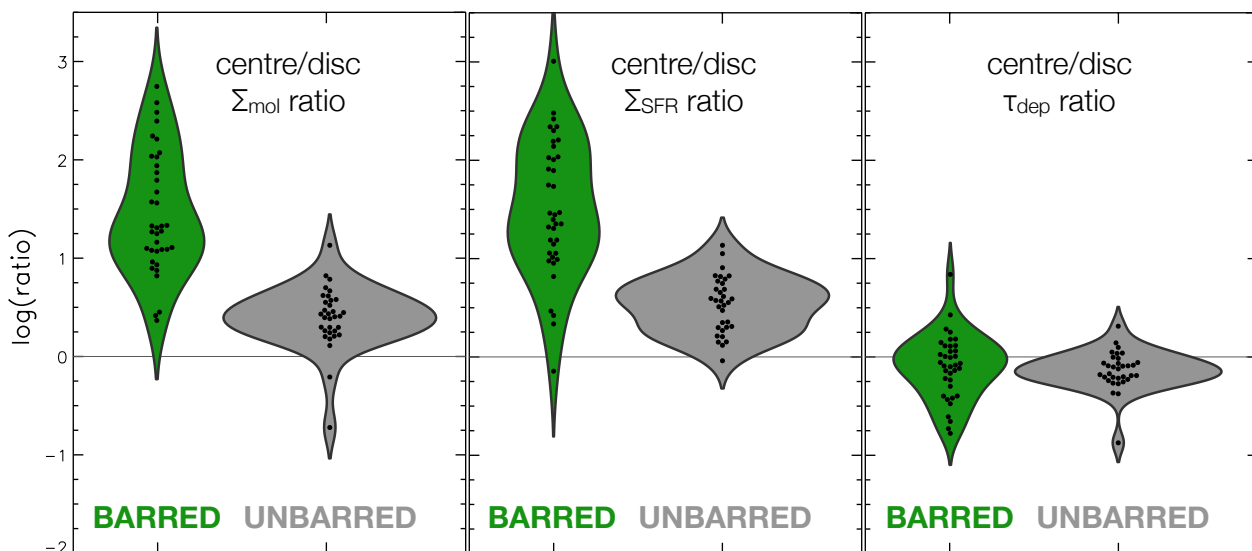 centre/disc
Σmol ratio
centre/disc
ΣSFR ratio
centre/disc
τdep ratio
3
2
1
0
−1
−2
log(ratio)
BARRED UNBARRED
BARRED UNBARRED
BARRED UNBARRED